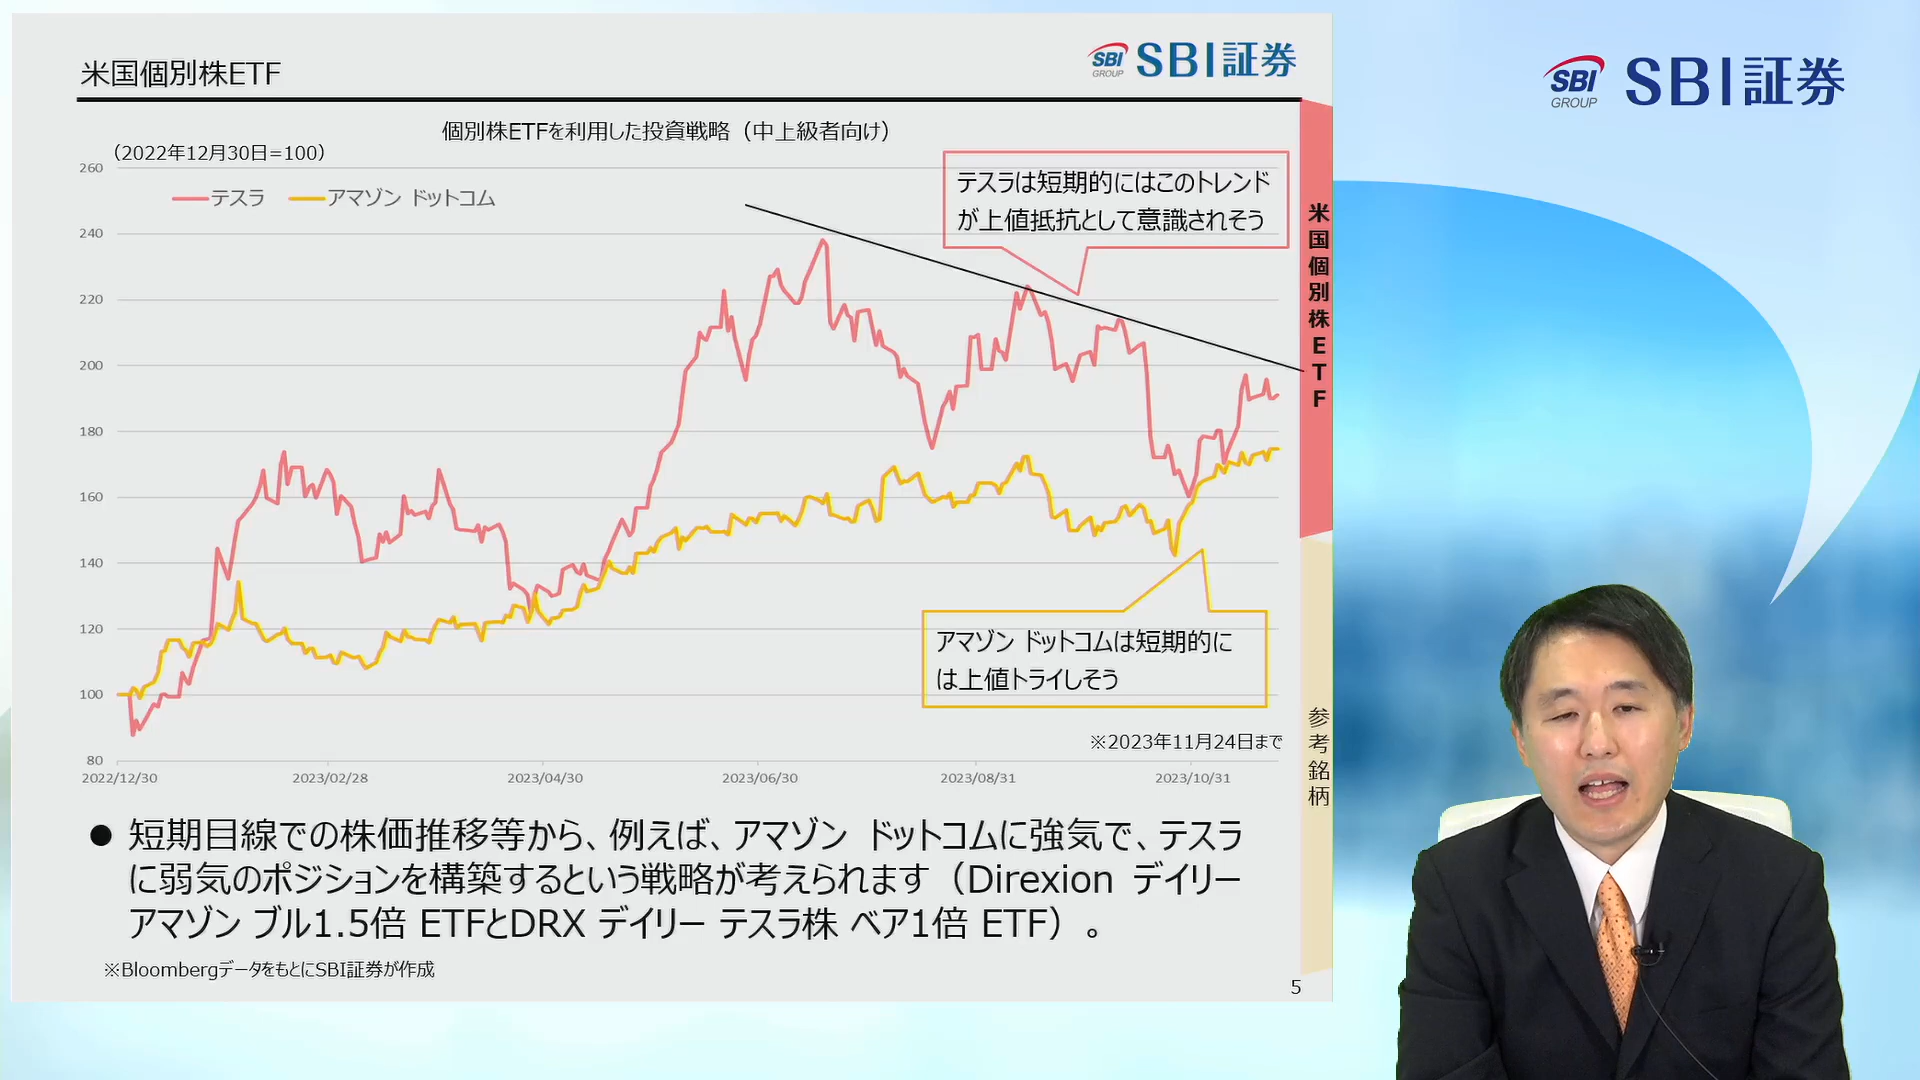 米国個別株ETF
SBI GROUP SBI証券
SBI GROUP SBI証券
個別株ETFを利用した投資戦略（中上級者向け）
（2022年12月30日=100）
テスラ アマゾン ドットコム
テスラは短期的にはこのトレンド
が上値抵抗として意識されそう
260
240
220
200
180
160
140
120
100
80
アマゾン ドットコムは短期的に
は上値トライしそう
※2023年11月24日まで
2022/12/30 2023/02/28 2023/04/30 2023/06/30 2023/08/31 2023/10/31
米国個別株ETF
参考銘柄
● 短期目線での株価推移等から、例えば、アマゾン ドットコムに強気で、テスラ
に弱気のポジションを構築するという戦略が考えられます（Direxion デイリー
アマゾン ブル1.5倍 ETFとDRX デイリー テスラ株 ベア1倍 ETF）。
※BloombergデータをもとにSBI証券が作成
5